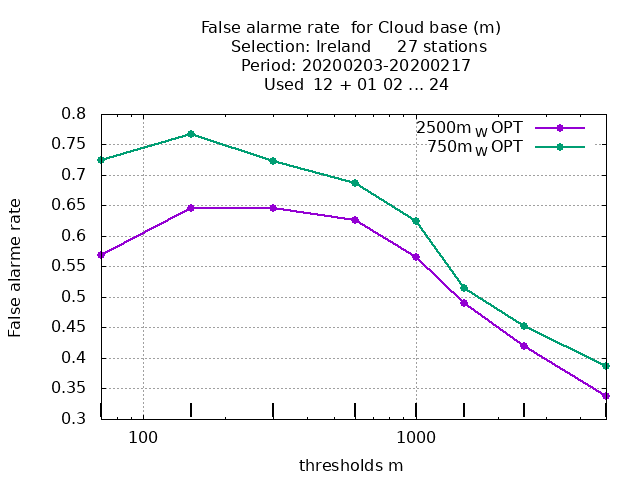 False alarme rate  for Cloud base (m)
Selection: Ireland     27 stations
Period: 20200203-20200217
Used  12 + 01 02 ... 24
2500m_W OPT
750m_W OPT
False alarme rate
0.8
0.75
0.7
0.65
0.6
0.55
0.5
0.45
0.4
0.35
0.3
100
1000
thresholds m